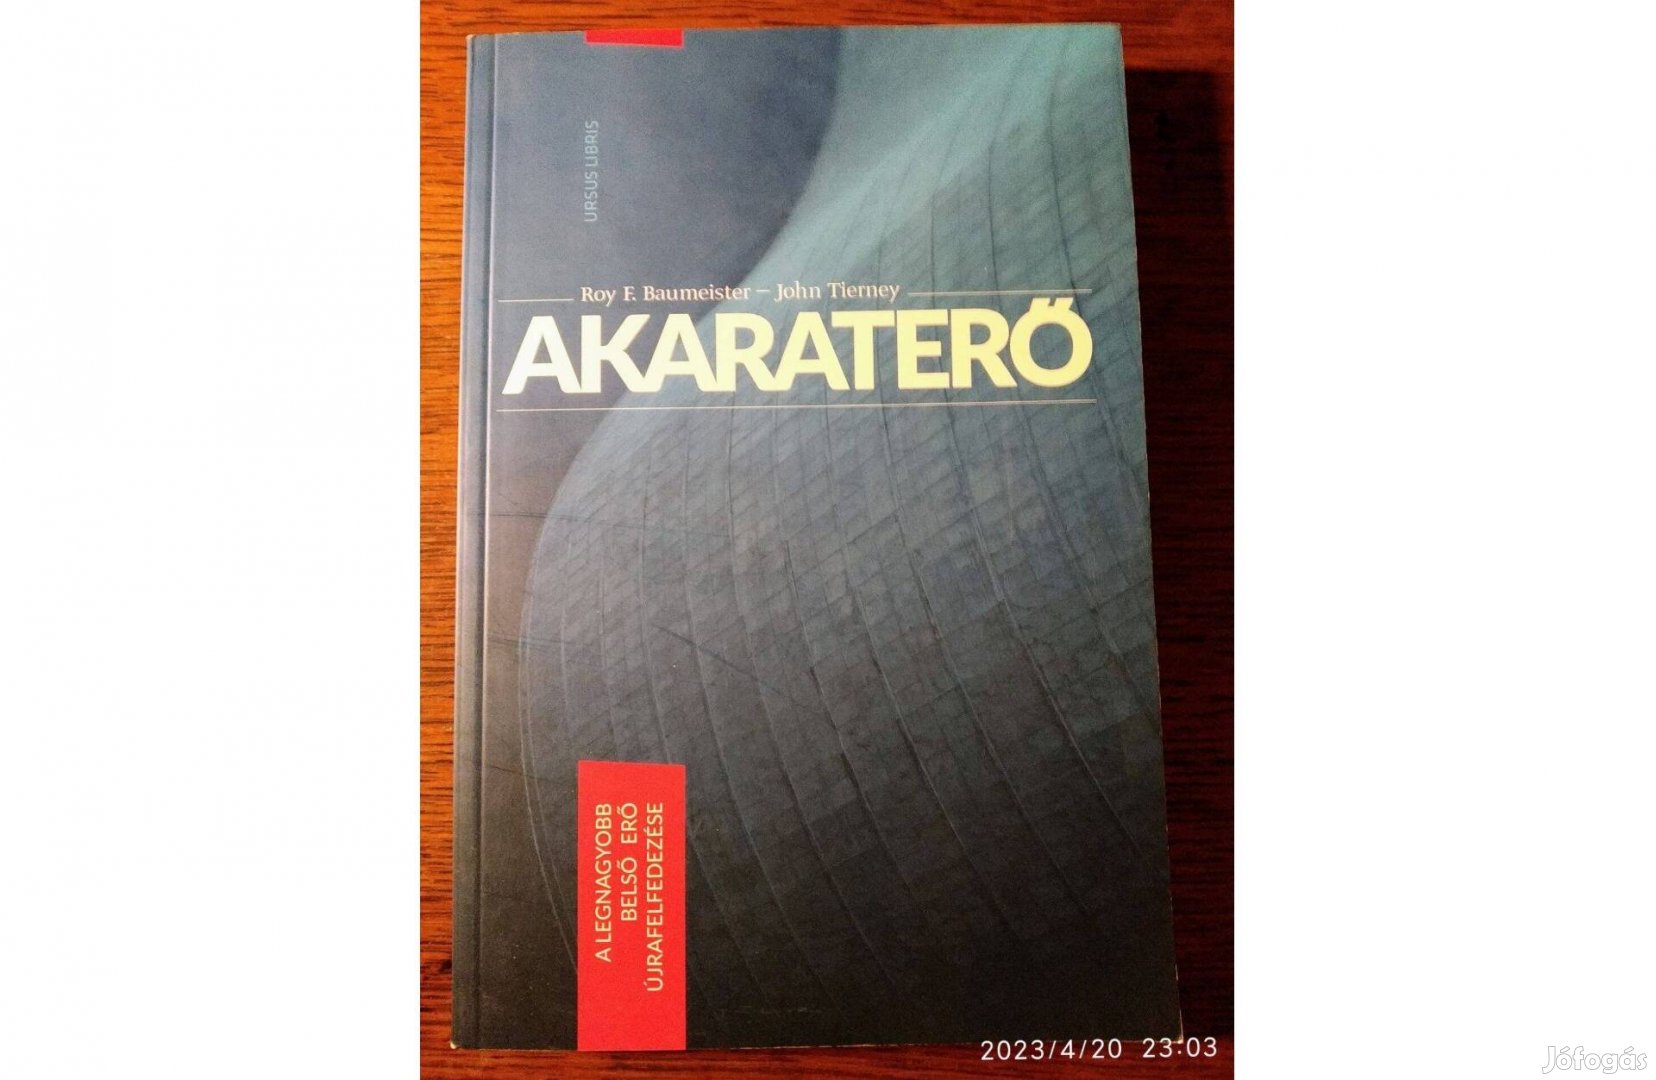 URSUS LIBRIS
Roy F. Baumeister – John Tierney
AKARATERŐ
A LEGNAGYOBB
BELSŐ ERŐ
ÚJRAFELFEDEZÉSE
2023/4/20 23:03
Jófogás